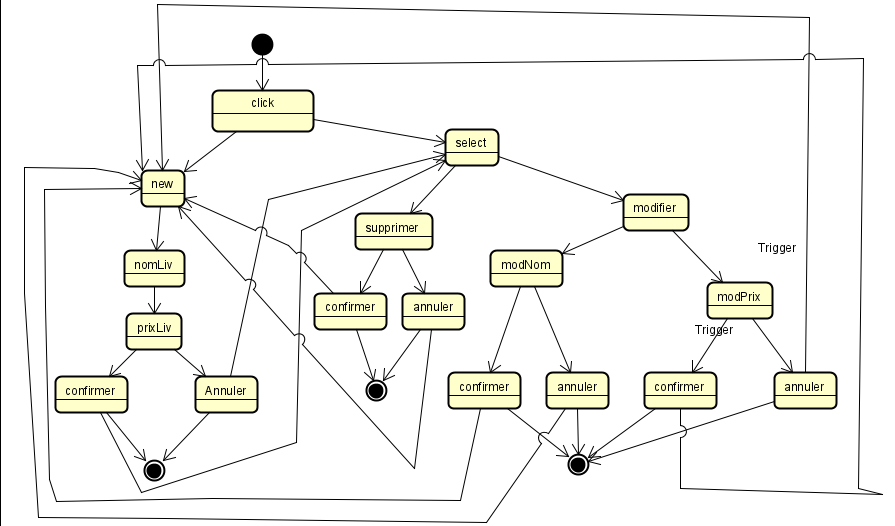 click
select
new
modifier
supprimer
Trigger
nomLiv
modNom
modPrix
confirmer
annuler
prixLiv
Trigger
confirmer
Annuler
confirmer
annuler
confirmer
annuler